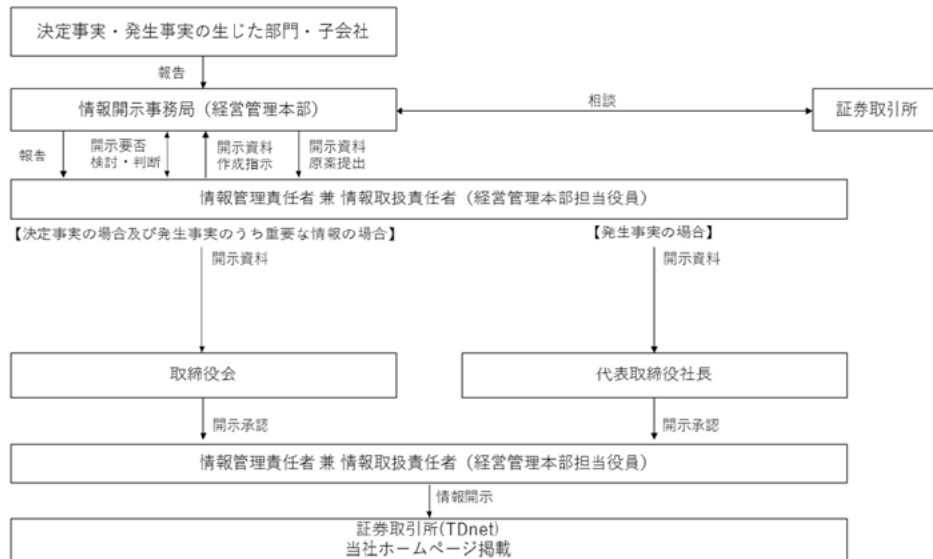 決定事実・発生事実の生じた部門・子会社
報告
情報開示事務局（経営管理本部）
相談
証券取引所
報告
開示要否
検討・判断
開示資料
作成指示
開示資料
原案提出
情報管理責任者 兼 情報取扱責任者（経営管理本部担当役員）
【決定事実の場合及び発生事実のうち重要な情報の場合】
【発生事実の場合】
開示資料
開示資料
取締役会
代表取締役社長
開示承認
開示承認
情報管理責任者 兼 情報取扱責任者（経営管理本部担当役員）
情報開示
証券取引所(TDnet)
当社ホームページ掲載